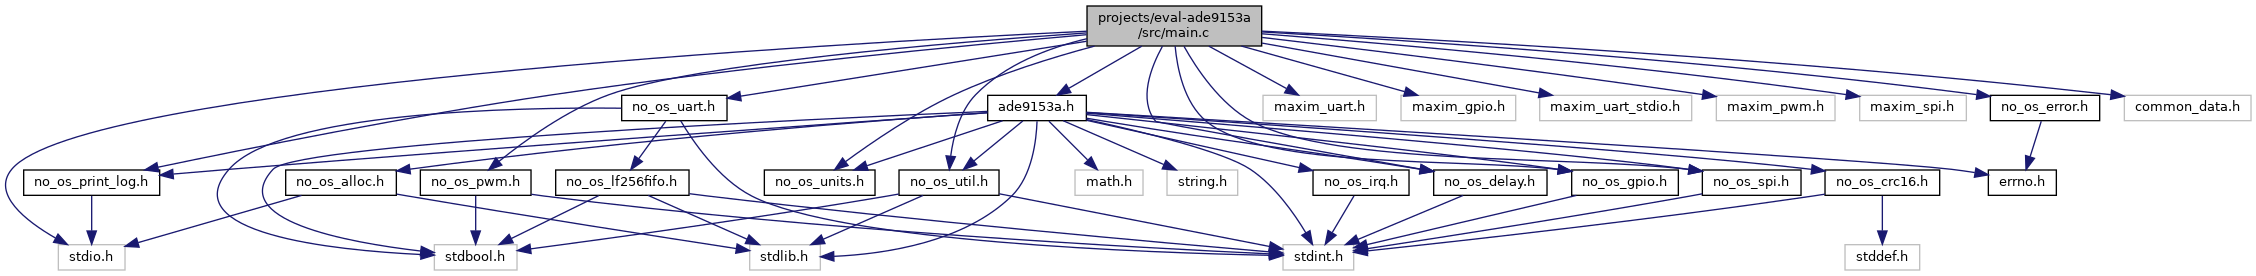 projects/eval-ade9153a
/src/main.c
no_os_uart.h
ade9153a.h
maxim_uart.h
maxim_gpio.h
maxim_uart_stdio.h
maxim_pwm.h
maxim_spi.h
no_os_error.h
common_data.h
no_os_print_log.h
no_os_alloc.h
no_os_pwm.h
no_os_lf256fifo.h
no_os_units.h
no_os_util.h
math.h
string.h
no_os_irq.h
no_os_delay.h
no_os_gpio.h
no_os_spi.h
no_os_crc16.h
errno.h
stdio.h
stdbool.h
stdlib.h
stdint.h
stddef.h